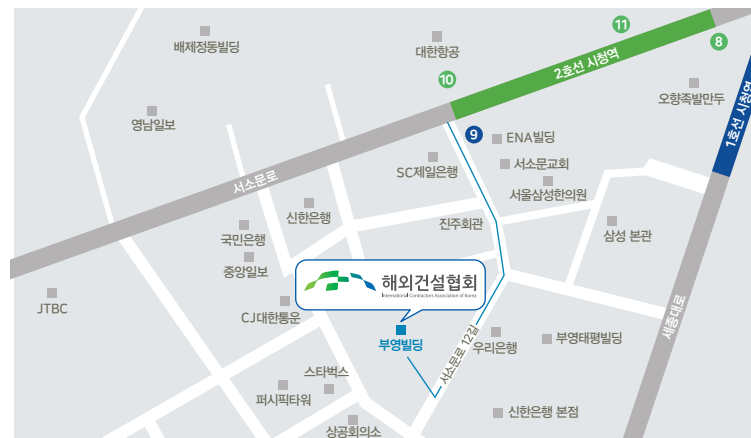 배제정동빌딩
대한항공
11
8
2호선 시청역
10
오향족발만두
1호선 시청역
영남일보
9
ENA빌딩
SC제일은행
서소문교회
서소문로
서울삼성한의원
신한은행
진주회관
국민은행
삼성 본관
중앙일보
해외건설협회
International Contractors Association of Korea
JTBC
CJ대한통운
세종대로
서소문로 12길
부영빌딩
우리은행
부영태평빌딩
스타벅스
퍼시픽타워
신한은행 본점
상공회의소